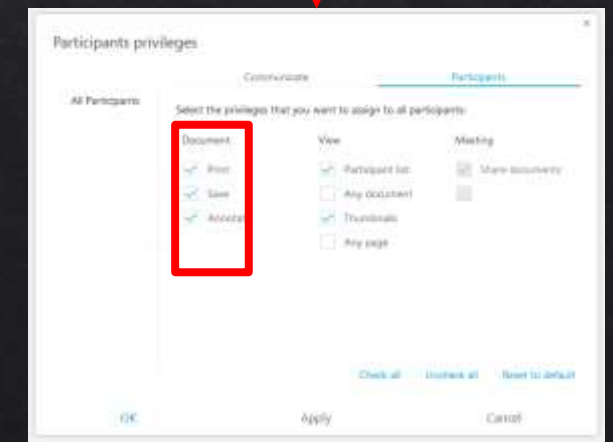 Participants privileges
Communicate Participants
All Participants
Select the privileges that you want to assign to all participants:
Document View Meeting
Print Participant list Share documents
Save Any document
Annotate Thumbnails
Any page
Check all Uncheck all Reset to default
OK Apply Cancel